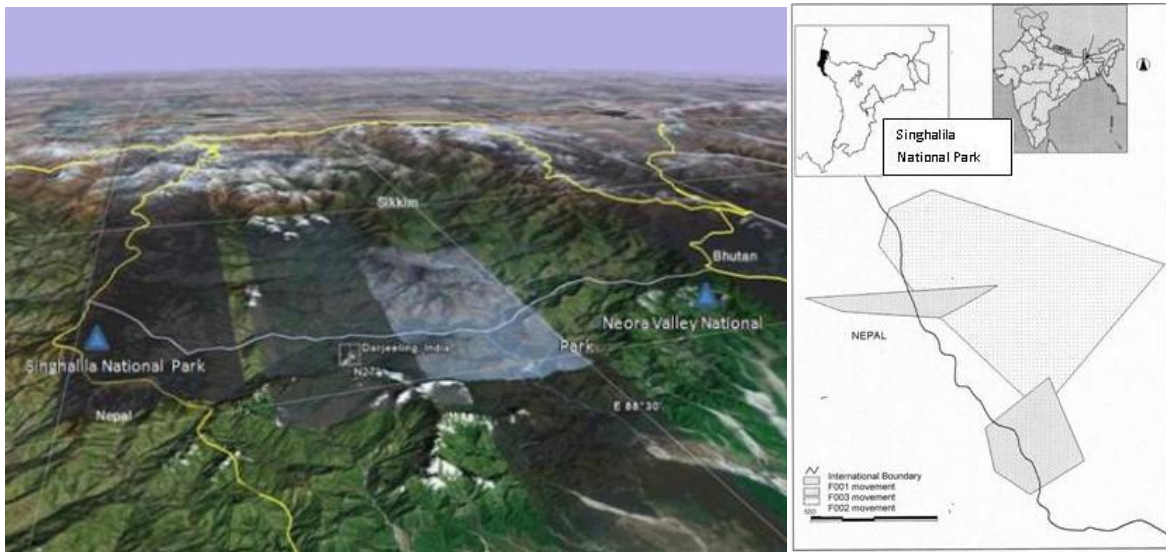 Sikkim
Bhutan
Neora Valley National
Park
Singhalila National Park
Darjeeling, India
Nepal
E 88°30'
Singhalila
National Park
NEPAL
International Boundary
F001 movement
F003 movement
F002 movement